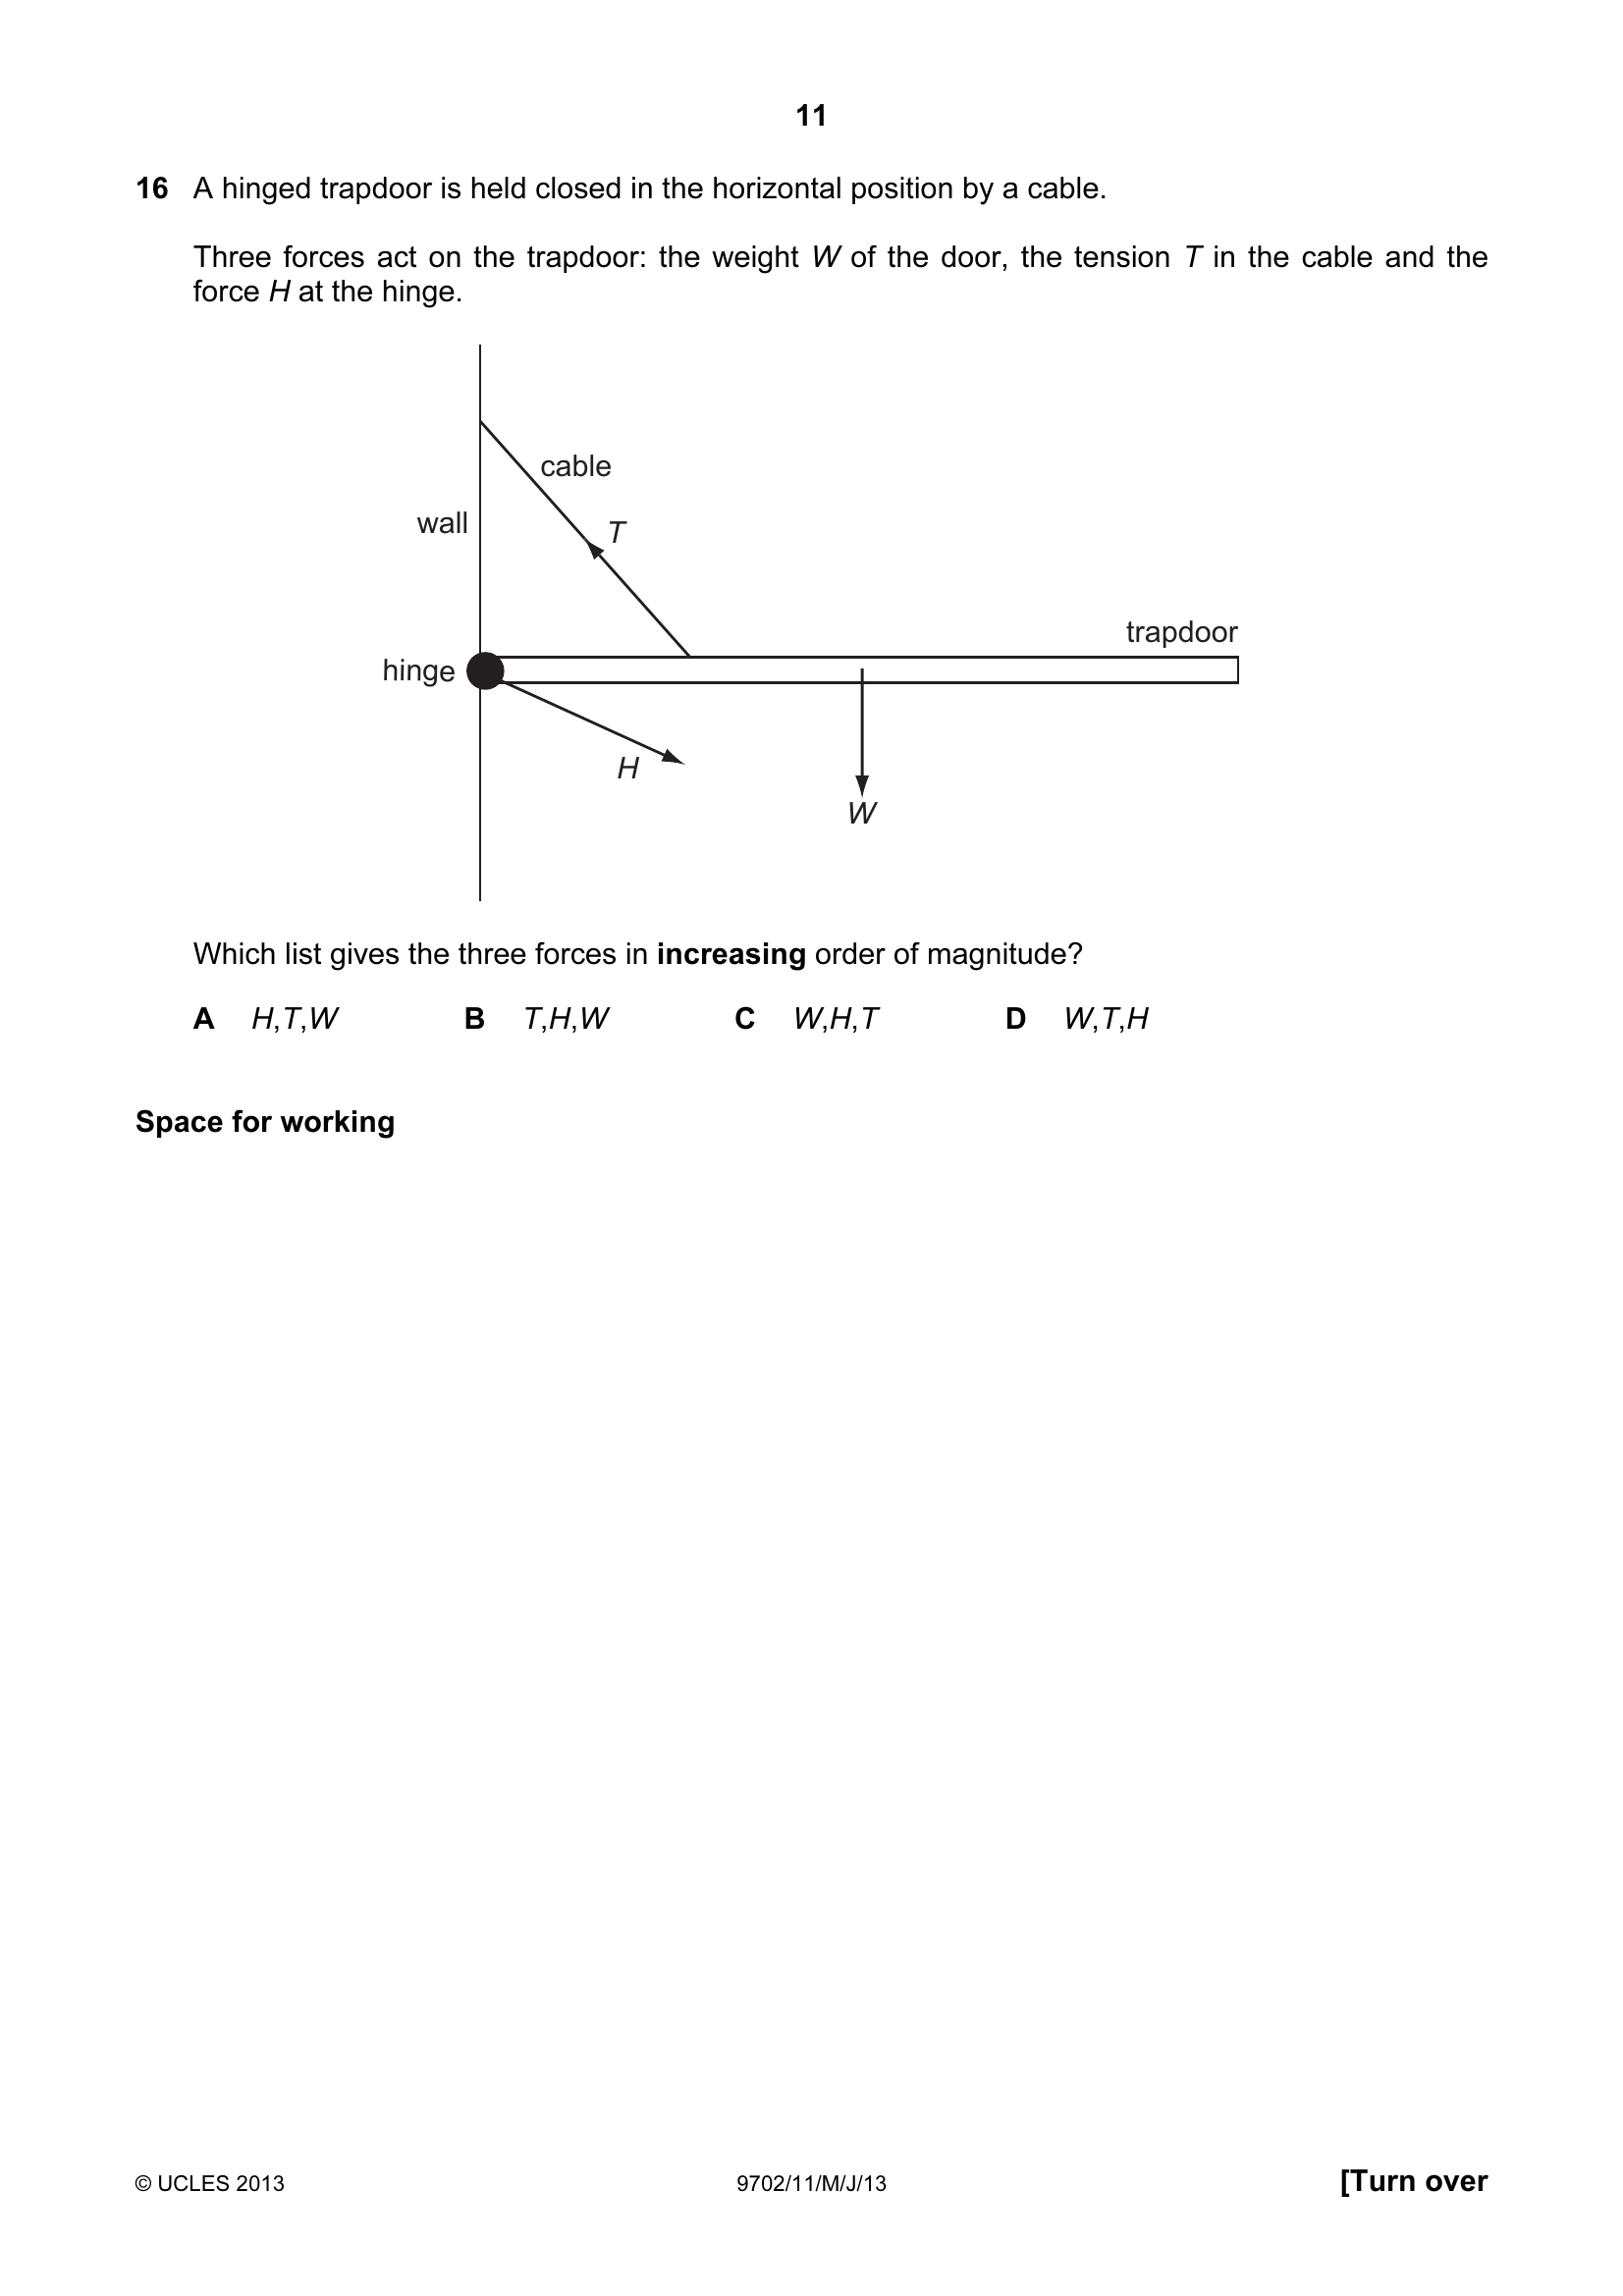 11
16 A hinged trapdoor is held closed in the horizontal position by a cable.
Three forces act on the trapdoor: the weight W of the door, the tension T in the cable and the
force H at the hinge.
cable
wall
T
trapdoor
hinge
H
W
Which list gives the three forces in increasing order of magnitude?
A H,T,W B T,H,W C W,H,T D W,T,H
Space for working
© UCLES 2013 9702/11/M/J/13 [Turn over